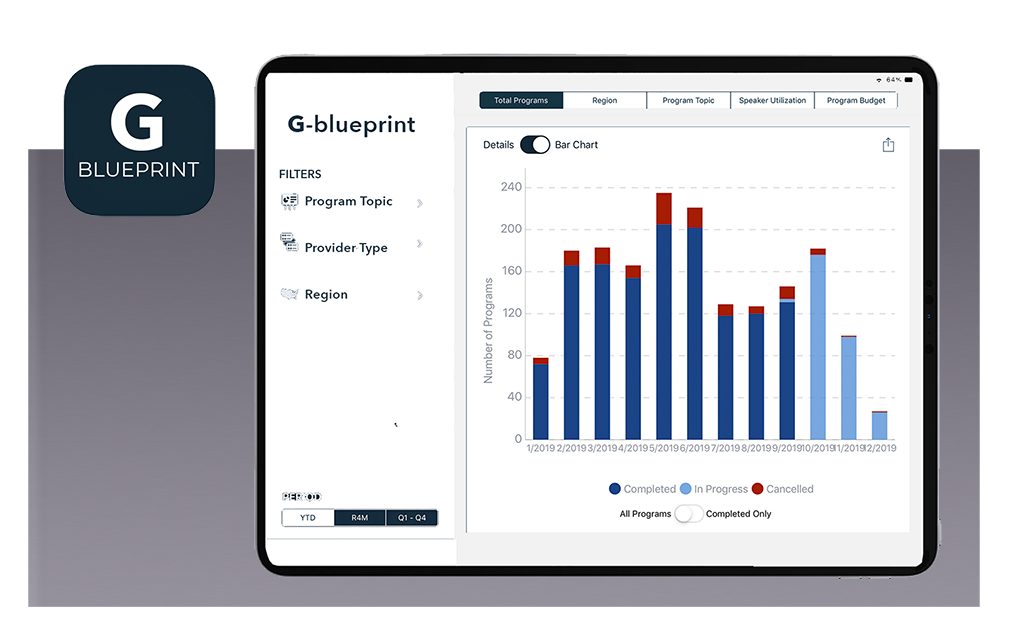 G
BLUEPRINT
64%
G-blueprint
FILTERS
Program Topic
Provider Type
Region
PERIOD
YTD R4M Q1 - Q4
Total Programs Region Program Topic Speaker Utilization Program Budget
Details Bar Chart
Number of Programs
240
200
160
120
80
40
0
1/2019 2/2019 3/2019 4/2019 5/2019 6/2019 7/2019 8/2019 9/2019 10/2019 11/2019 12/2019
Completed In Progress Cancelled
All Programs Completed Only